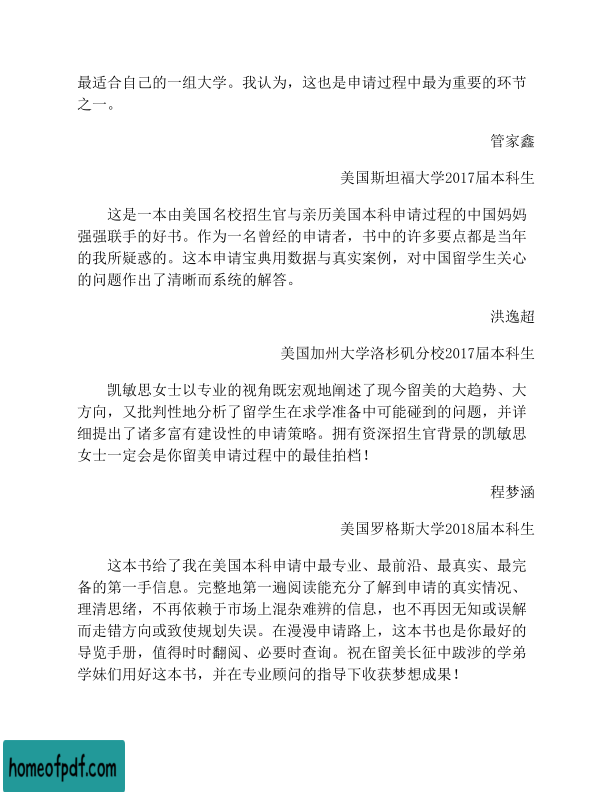 最适合自己的一组大学。我认为，这也是申请过程中最为重要的环节
之一。
管家鑫
美国斯坦福大学2017届本科生
这是一本由美国名校招生官与亲历美国本科申请过程的中国妈妈
强强联手的好书。作为一名曾经的申请者，书中的许多要点都是当年
的我所疑惑的。这本申请宝典用数据与真实案例，对中国留学生关心
的问题作出了清晰而系统的解答。
洪逸超
美国加州大学洛杉矶分校2017届本科生
凯敏思女士以专业的视角既宏观地阐述了现今留美的大趋势、大
方向，又批判性地分析了留学生在求学准备中可能碰到的问题，并详
细提出了诸多富有建设性的申请策略。拥有资深招生官背景的凯敏思
女士一定会是你留美申请过程中的最佳拍档！
程梦涵
美国罗格斯大学2018届本科生
这本书给了我在美国本科申请中最专业、最前沿、最真实、最完
备的第一手信息。完整地第一遍阅读能充分了解到申请的真实情况、
理清思绪，不再依赖于市场上混杂难辨的信息，也不再因无知或误解
而走错方向或致使规划失误。在漫漫申请路上，这本书也是你最好的
导览手册，值得时时翻阅、必要时查询。祝在留美长征中跋涉的学弟
学妹们用好这本书，并在专业顾问的指导下收获梦想成果！
homeofpdf.com